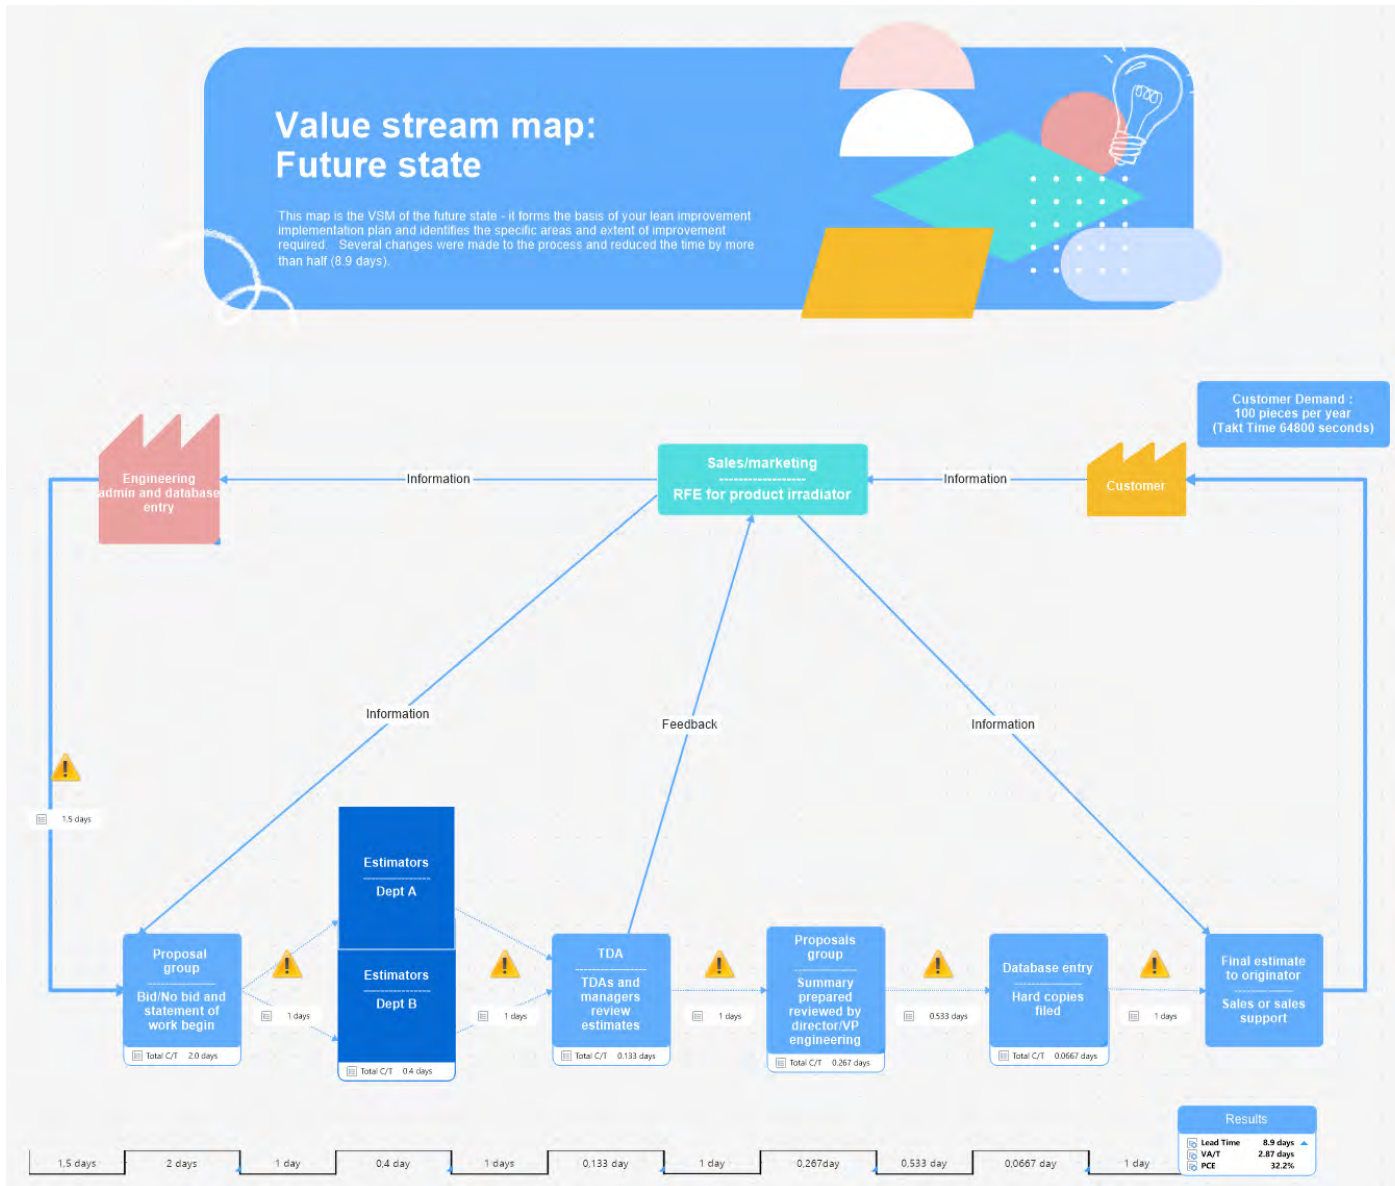 Value stream map:
Future state
This map is the VSM of the future state - it forms the basis of your lean improvement
implementation plan and identifies the specific areas and extent of improvement
required.   Several changes were made to the process and reduced the time by more
than half (8.9 days).
Customer Demand :
100 pieces per year
(Takt Time 64800 seconds)
Engineering
admin and database
entry
Information
Sales/marketing
------------------
RFE for product irradiator
Information
Customer
Information
Feedback
Information
1.5 days
Proposal
group
Bid/No bid and
statement of
work begin
Total C/T 2.0 days
1 days
Estimators
Dept A
Estimators
Dept B
Total C/T 0.4 days
1 days
TDA
TDAs and
managers
review
estimates
Total C/T 0.133 days
1 days
Proposals
group
Summary
prepared
reviewed by
director/VP
engineering
Total C/T 0.267 days
0.533 days
Database entry
Hard copies
filed
Total C/T 0.0667 days
1 days
Final estimate
to originator
Sales or sales
support
Results
Lead Time 8.9 days
VA/T 2.87 days
PCE 32.2%
1,5 days 2 days 1 day 0,4 day 1 days 0,133 day 1 day 0,267day 0,533 day 0,0667 day 1 day